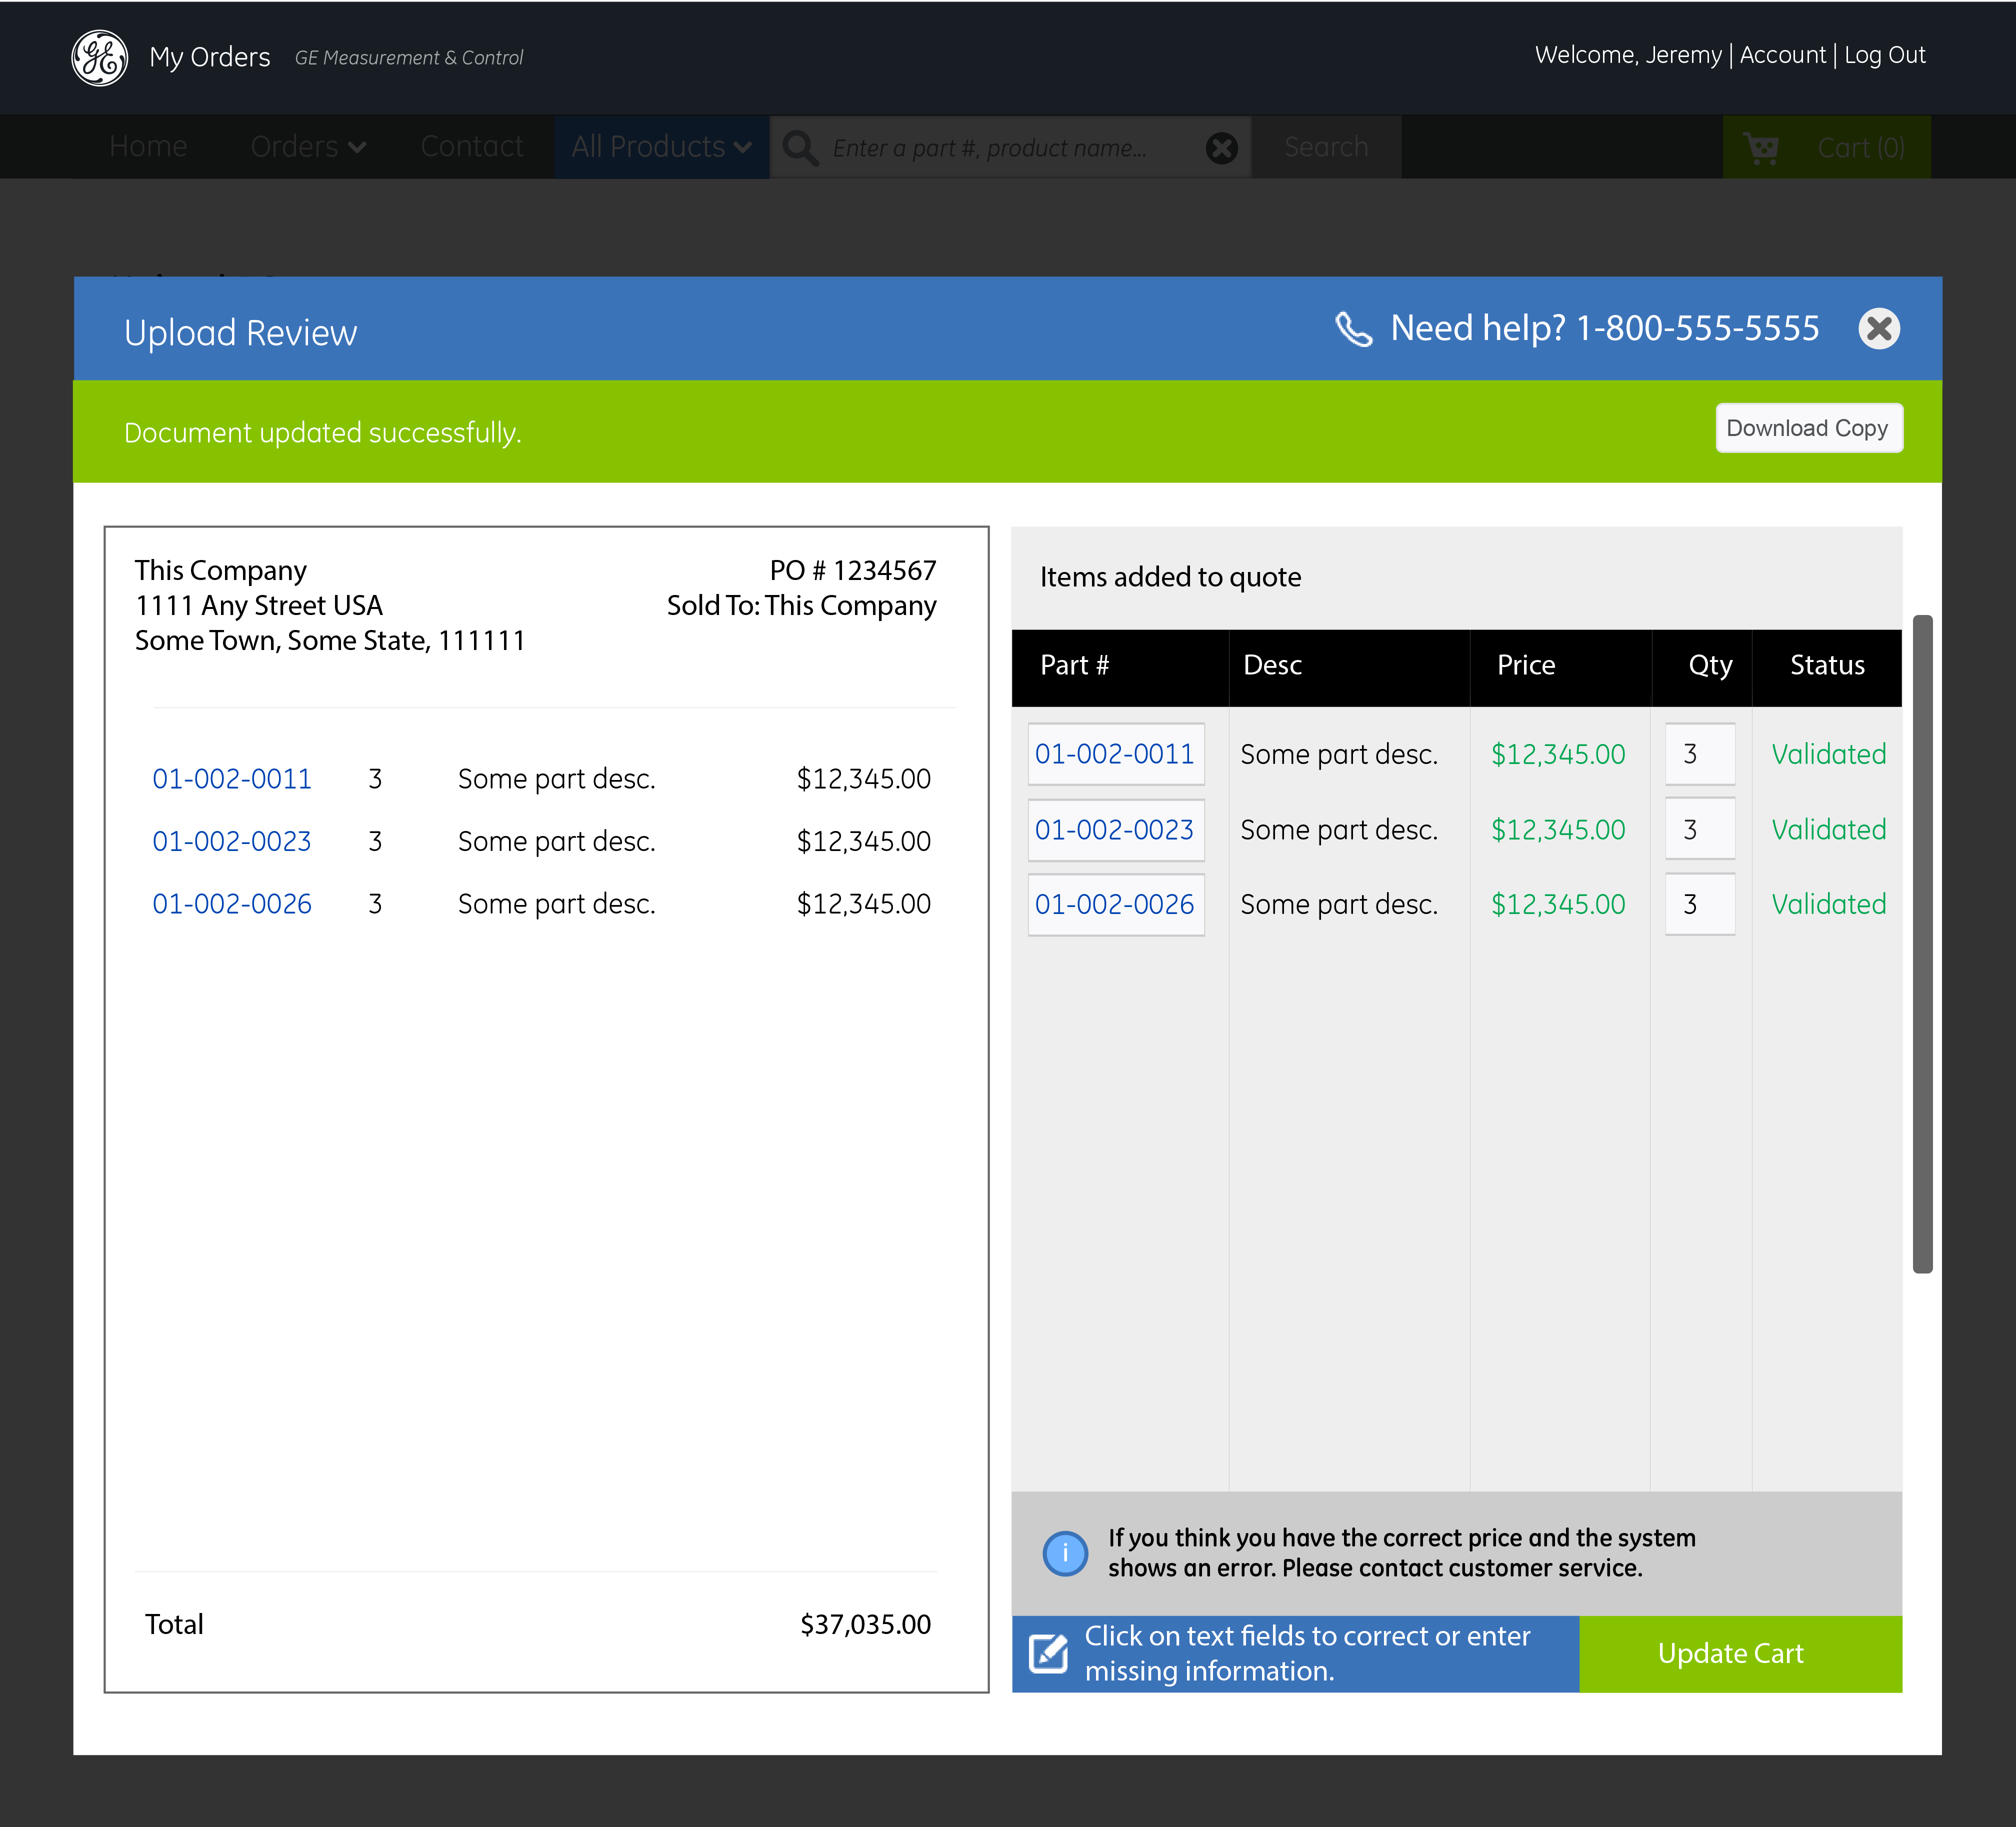 GE My Orders GE Measurement & Control Welcome, Jeremy | Account | Log Out
Home Orders Contact All Products Enter a part #, product name... Search Cart (0)
Upload Review Need help? 1-800-555-5555
Document updated successfully. Download Copy
This Company PO # 1234567
1111 Any Street USA Sold To: This Company
Some Town, Some State, 111111
01-002-0011 3 Some part desc. $12,345.00
01-002-0023 3 Some part desc. $12,345.00
01-002-0026 3 Some part desc. $12,345.00
Total $37,035.00
Items added to quote
Part # Desc Price Qty Status
01-002-0011 Some part desc. $12,345.00 3 Validated
01-002-0023 Some part desc. $12,345.00 3 Validated
01-002-0026 Some part desc. $12,345.00 3 Validated
i If you think you have the correct price and the system
shows an error. Please contact customer service.
Click on text fields to correct or enter
missing information.
Update Cart